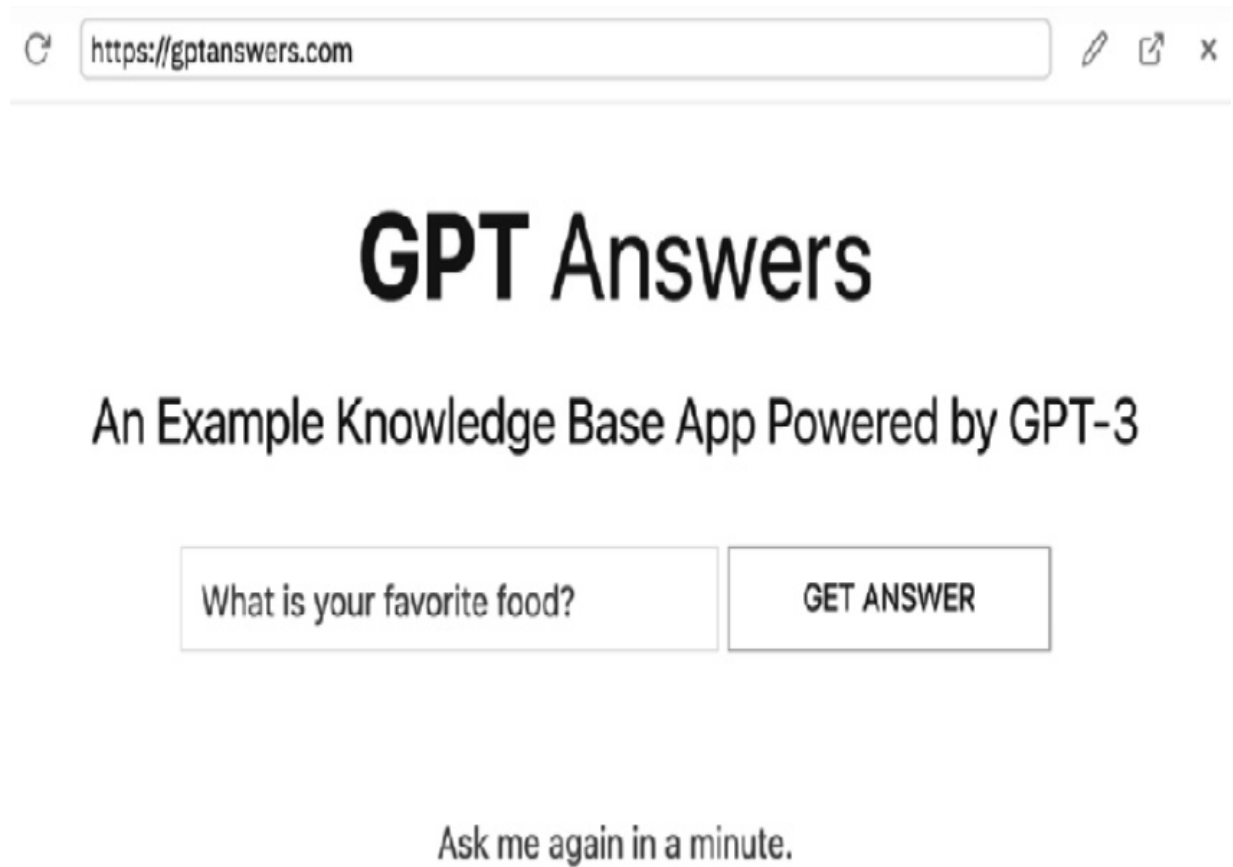 https://gptanswers.com
GPT Answers
An Example Knowledge Base App Powered by GPT-3
What is your favorite food?
GET ANSWER
Ask me again in a minute.